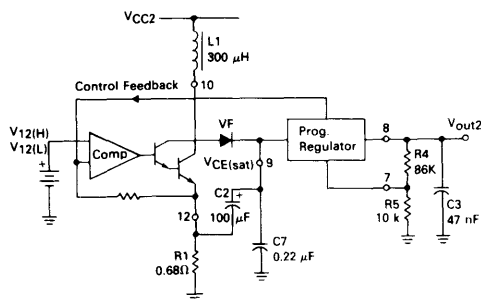 VCC2
L1
300 μH
Control Feedback
10
V12(H)
V12(L)
Comp
VF
VCE(sat)
9
Prog.
Regulator
8
Vout2
R4
86K
7
R5
10 k
C3
47 nF
C2
100 μF
12
C7
0.22 μF
R1
0.68Ω